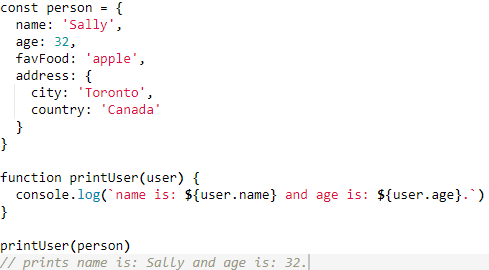 const person = {
  name: 'Sally',
  age: 32,
  favFood: 'apple',
  address: {
    city: 'Toronto',
    country: 'Canada'
  }
}

function printUser(user) {
  console.log(`name is: ${user.name} and age is: ${user.age}.`)
}

printUser(person)
// prints name is: Sally and age is: 32.